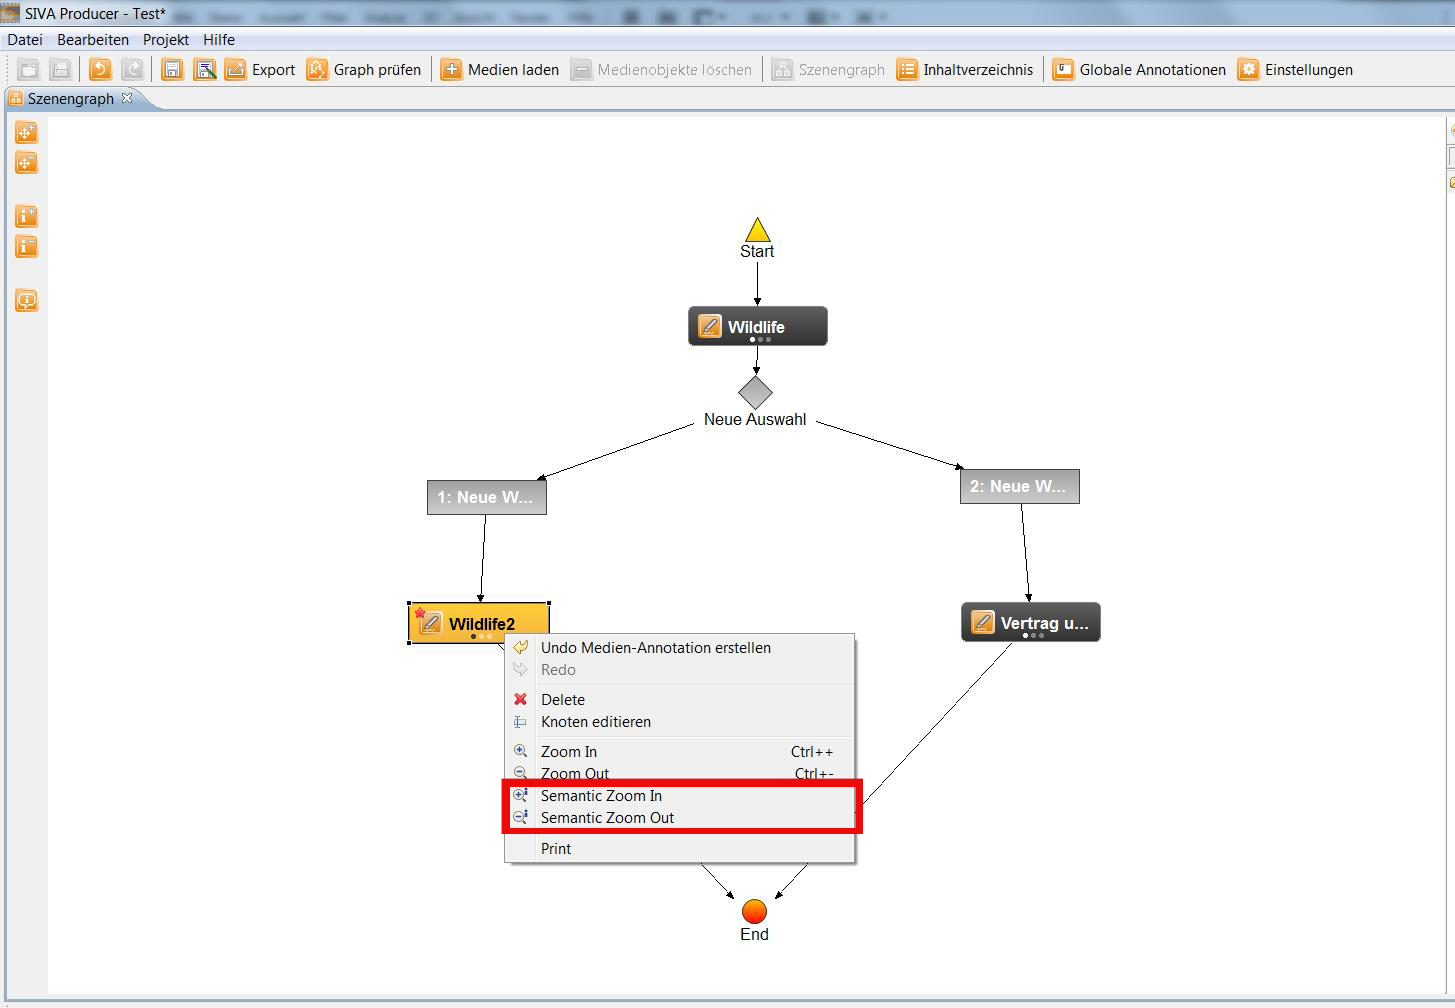 SIVA Producer - Test*
Datei Bearbeiten Projekt Hilfe
Export Graph prüfen Medien laden Medienobjekte löschen Szenengraph Inhaltverzeichnis Globale Annotationen Einstellungen
Szenengraph
Start
Wildlife
Neue Auswahl
1: Neue W...
2: Neue W...
Wildlife2
Vertrag u...
Undo Medien-Annotation erstellen
Redo
Delete
Knoten editieren
Zoom In Ctrl++
Zoom Out Ctrl+-
Semantic Zoom In
Semantic Zoom Out
Print
End